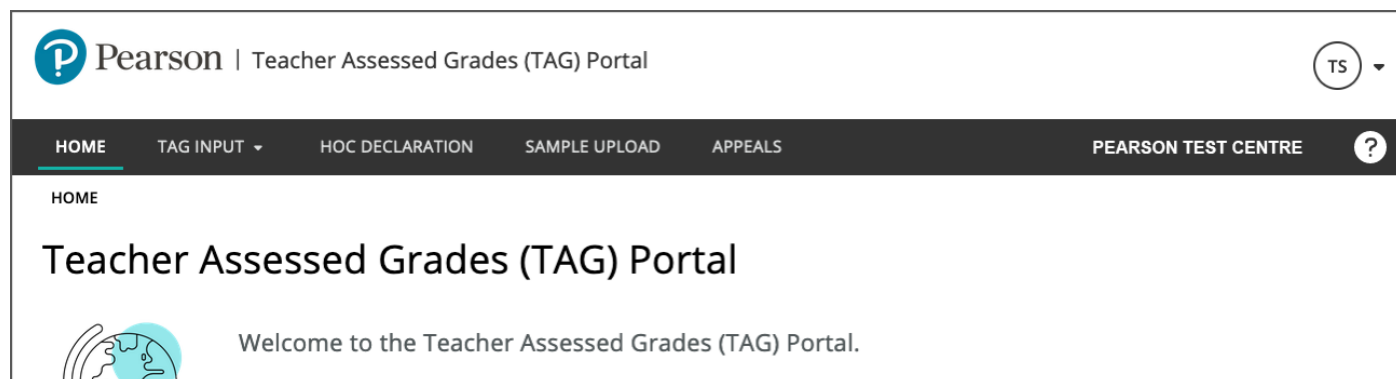 Pearson | Teacher Assessed Grades (TAG) Portal
TS
HOME TAG INPUT HOC DECLARATION SAMPLE UPLOAD APPEALS PEARSON TEST CENTRE ?
HOME
Teacher Assessed Grades (TAG) Portal
Welcome to the Teacher Assessed Grades (TAG) Portal.